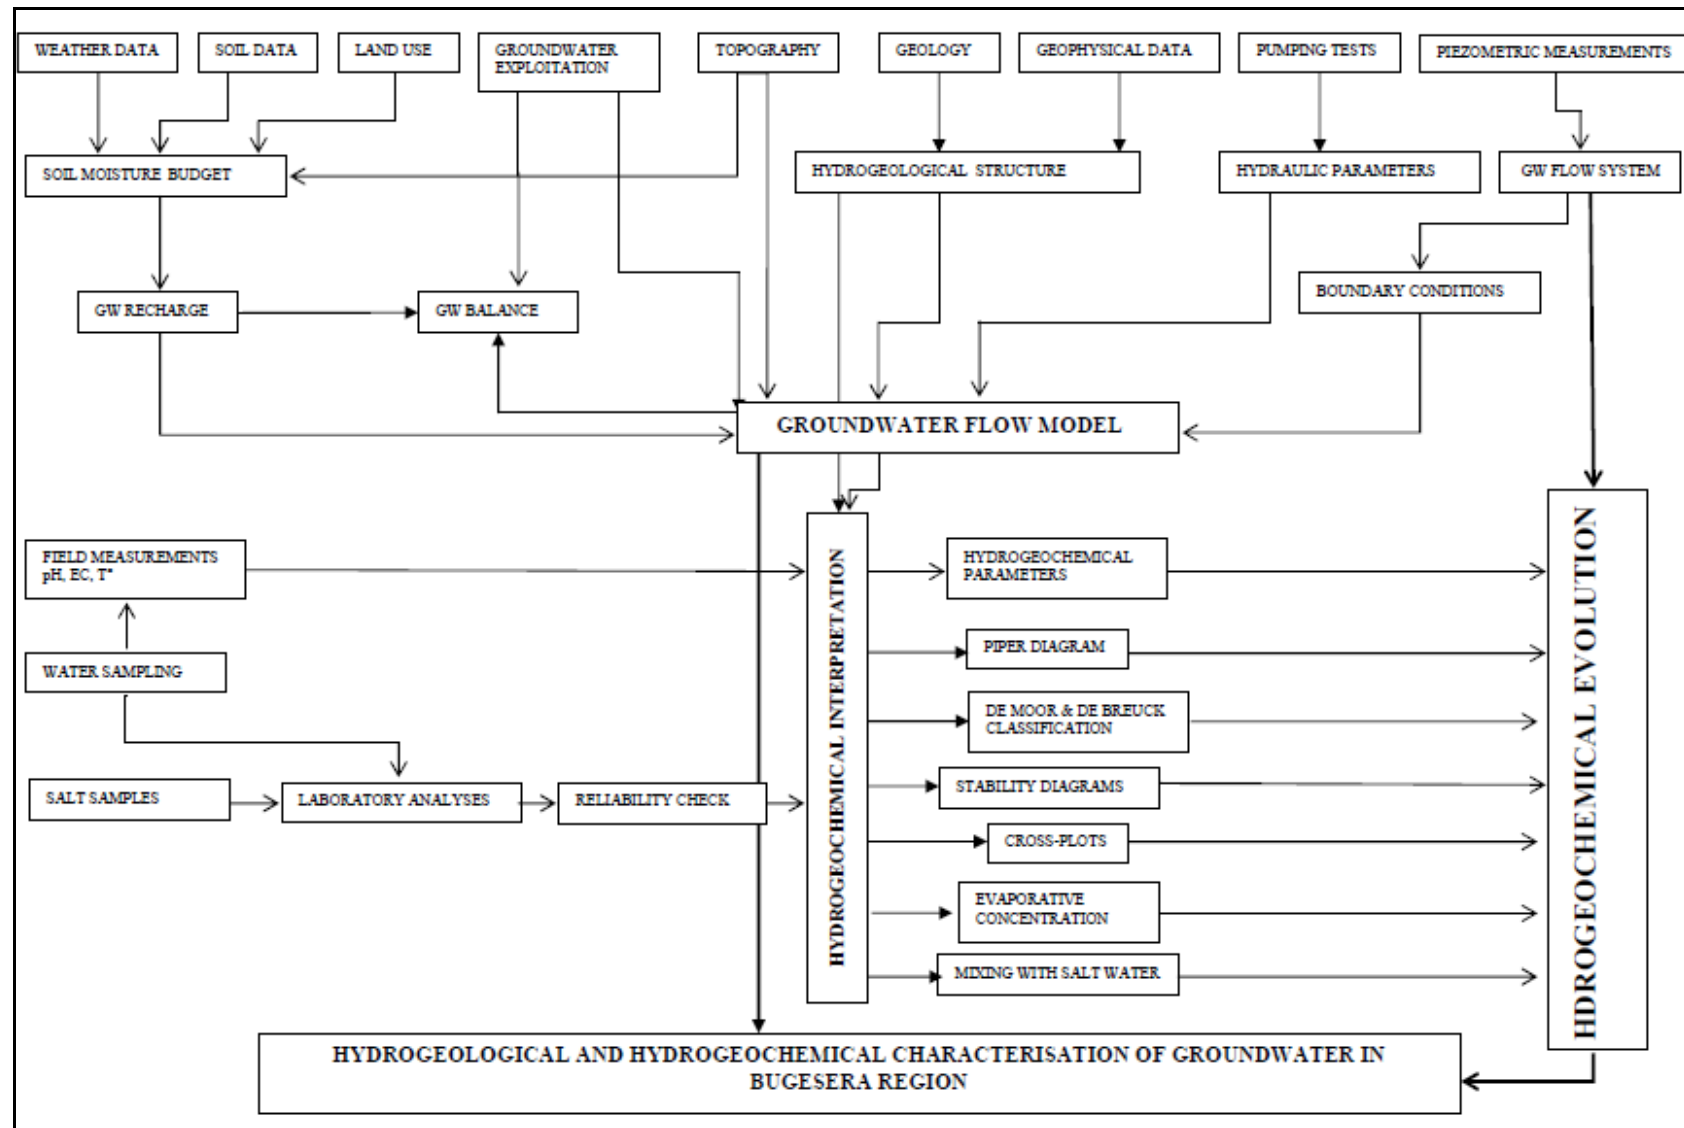 WEATHER DATA
SOIL DATA
LAND USE
GROUNDWATER
EXPLOITATION
TOPOGRAPHY
GEOLOGY
GEOPHYSICAL DATA
PUMPING TESTS
PIEZOMETRIC MEASUREMENTS
SOIL MOISTURE BUDGET
HYDROGEOLOGICAL STRUCTURE
HYDRAULIC PARAMETERS
GW FLOW SYSTEM
GW RECHARGE
GW BALANCE
BOUNDARY CONDITIONS
GROUNDWATER FLOW MODEL
FIELD MEASUREMENTS
pH, EC, T°
WATER SAMPLING
SALT SAMPLES
LABORATORY ANALYSES
RELIABILITY CHECK
HYDROGEOCHEMICAL INTERPRETATION
HYDROGEOCHEMICAL
PARAMETERS
PIPER DIAGRAM
DE MOOR & DE BREUCK
CLASSIFICATION
STABILITY DIAGRAMS
CROSS-PLOTS
EVAPORATIVE
CONCENTRATION
MIXING WITH SALT WATER
HDROGEOCHEMICAL EVOLUTION
HYDROGEOLOGICAL AND HYDROGEOCHEMICAL CHARACTERISATION OF GROUNDWATER IN
BUGESERA REGION